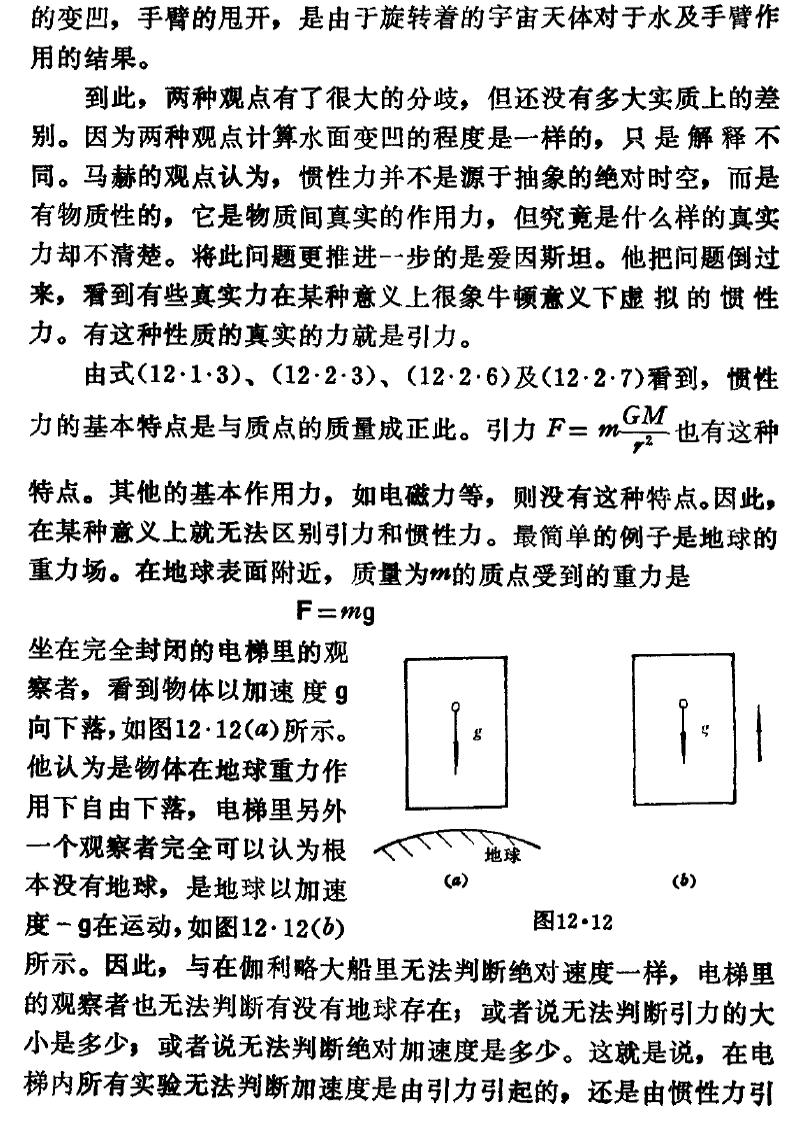 的变凹，手臂的甩开，是由于旋转着的宇宙天体对于水及手臂作
用的结果。
到此，两种观点有了很大的分歧，但还没有多大实质上的差
别。因为两种观点计算水面变凹的程度是一样的，只是解释不
同。马赫的观点认为，惯性力并不是源于抽象的绝对时空，而是
有物质性的，它是物质间真实的作用力，但究竟是什么样的真实
力却不清楚。将此问题更推进一步的是爱因斯坦。他把问题倒过
来，看到有些真实力在某种意义上很象牛顿意义下虚拟的惯性
力。有这种性质的真实的力就是引力。
由式(12·1·3)、(12·2·3)、(12·2·6)及(12·2·7)看到，惯性
力的基本特点是与质点的质量成正此。引力 F = m GM/r² 也有这种
特点。其他的基本作用力，如电磁力等，则没有这种特点。因此，
在某种意义上就无法区别引力和惯性力。最简单的例子是地球的
重力场。在地球表面附近，质量为m的质点受到的重力是
F = mg
坐在完全封闭的电梯里的观
察者，看到物体以加速度 g
向下落，如图12·12(a)所示。
他认为是物体在地球重力作
用下自由下落，电梯里另外
一个观察者完全可以认为根
本没有地球，是地球以加速
度－g在运动，如图12·12(b)
g
g
地球
(a)
(b)
图12·12
所示。因此，与在伽利略大船里无法判断绝对速度一样，电梯里
的观察者也无法判断有没有地球存在；或者说无法判断引力的大
小是多少；或者说无法判断绝对加速度是多少。这就是说，在电
梯内所有实验无法判断加速度是由引力引起的，还是由惯性力引